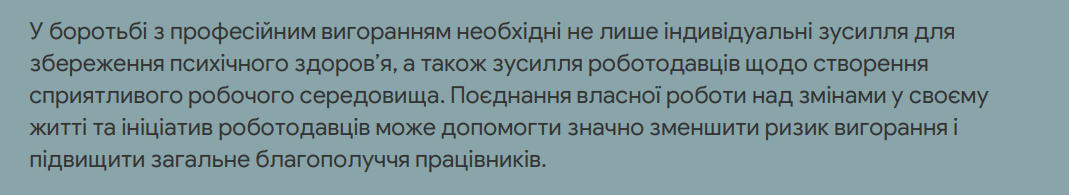 У боротьбі з професійним вигоранням необхідні не лише індивідуальні зусилля для
збереження психічного здоров’я, а також зусилля роботодавців щодо створення
сприятливого робочого середовища. Поєднання власної роботи над змінами у своєму
житті та ініціатив роботодавців може допомогти значно зменшити ризик вигорання і
підвищити загальне благополуччя працівників.